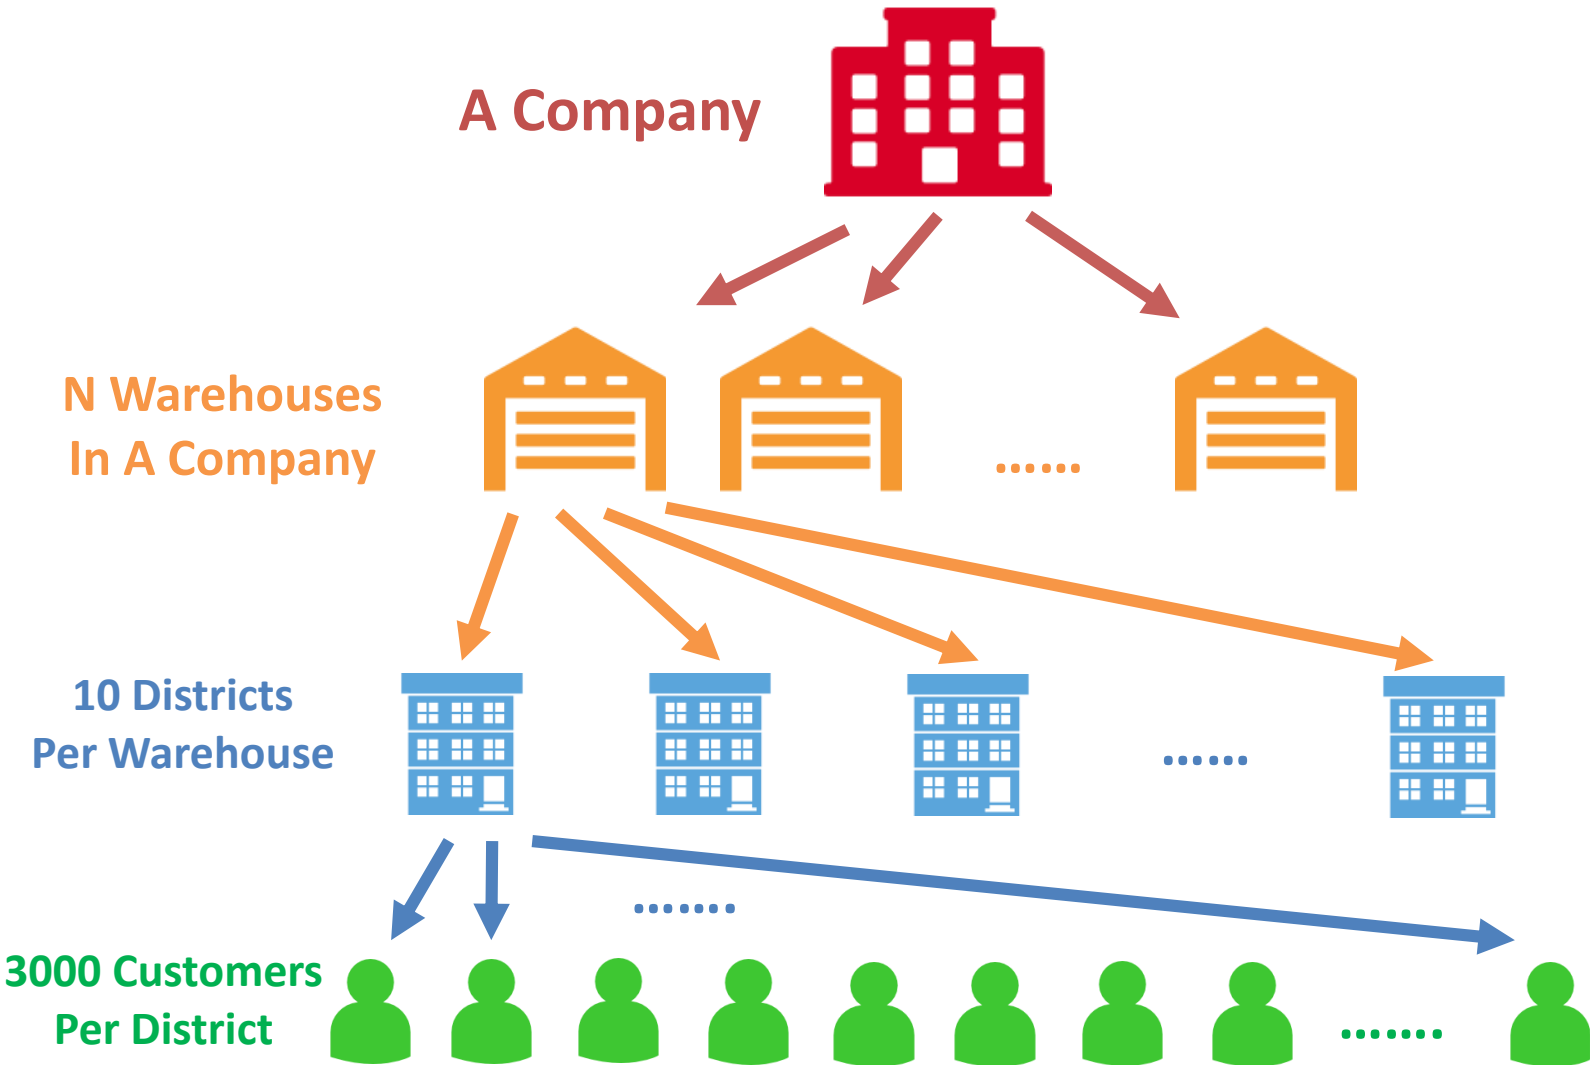 A Company
N Warehouses
In A Company
10 Districts
Per Warehouse
3000 Customers
Per District